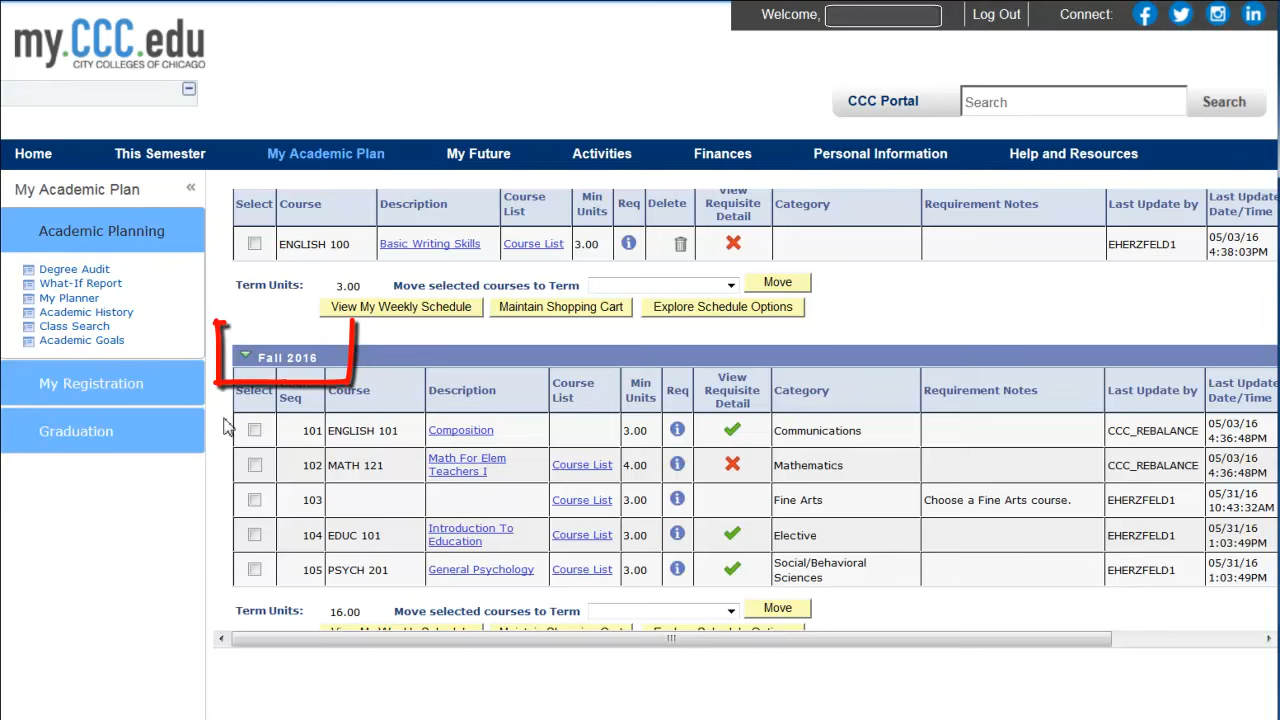 Welcome, Log Out Connect:
my.CCC.edu
CITY COLLEGES OF CHICAGO
CCC Portal Search Search
Home This Semester My Academic Plan My Future Activities Finances Personal Information Help and Resources
My Academic Plan «
Academic Planning
Degree Audit
What-If Report
My Planner
Academic History
Class Search
Academic Goals
My Registration
Graduation
Select Course Description Course List Min Units Req Delete View Requisite Detail Category Requirement Notes Last Update by Last Update Date/Time
ENGLISH 100 Basic Writing Skills Course List 3.00 EHERZFELD1 05/03/16 4:38:03PM
Term Units: 3.00 Move selected courses to Term Move
View My Weekly Schedule Maintain Shopping Cart Explore Schedule Options
Fall 2016
Select Seq Course Description Course List Min Units Req View Requisite Detail Category Requirement Notes Last Update by Last Update Date/Time
101 ENGLISH 101 Composition 3.00 Communications CCC_REBALANCE 05/03/16 4:36:48PM
102 MATH 121 Math For Elem Teachers I Course List 4.00 Mathematics CCC_REBALANCE 05/03/16 4:36:48PM
103 Course List 3.00 Fine Arts Choose a Fine Arts course. EHERZFELD1 05/31/16 10:43:32AM
104 EDUC 101 Introduction To Education Course List 3.00 Elective EHERZFELD1 05/31/16 1:03:49PM
105 PSYCH 201 General Psychology Course List 3.00 Social/Behavioral Sciences EHERZFELD1 05/31/16 1:03:49PM
Term Units: 16.00 Move selected courses to Term Move